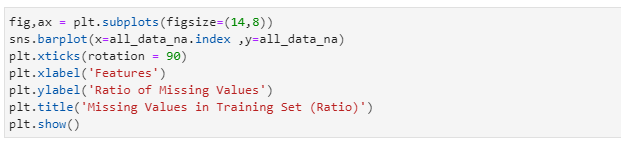 fig,ax = plt.subplots(figsize=(14,8))
sns.barplot(x=all_data_na.index ,y=all_data_na)
plt.xticks(rotation = 90)
plt.xlabel('Features')
plt.ylabel('Ratio of Missing Values')
plt.title('Missing Values in Training Set (Ratio)')
plt.show()